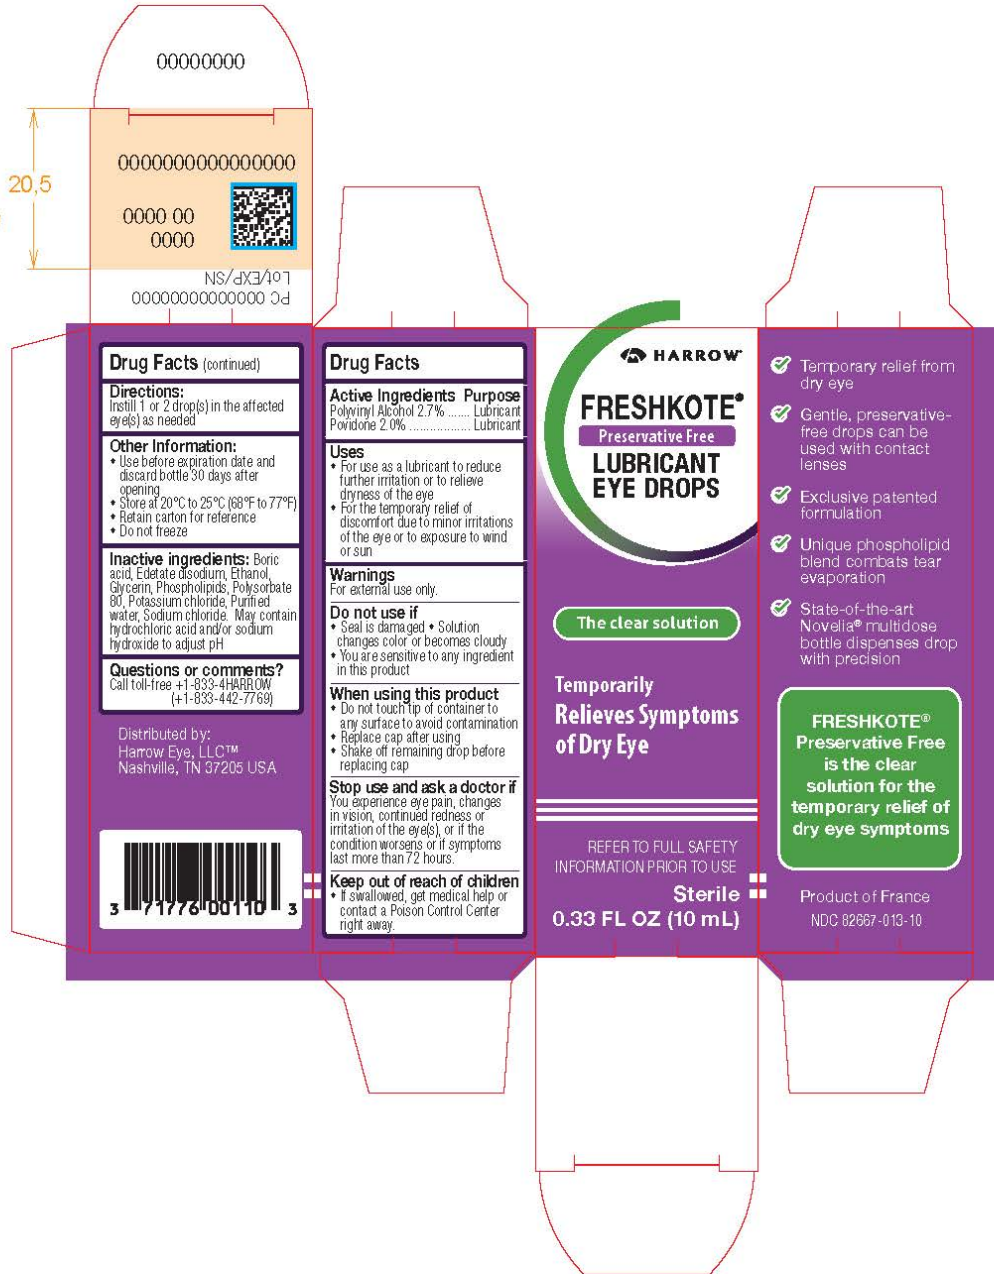 00000000
20,5
0000000000000000
0000 00
0000
PC 00000000000000
Lot/EXP/SN
Drug Facts (continued)
Directions:
Instill 1 or 2 drop(s) in the affected
eye(s) as needed
Other Information:
• Use before expiration date and
discard bottle 30 days after
opening
• Store at 20°C to 25°C (68°F to 77°F)
• Retain carton for reference
• Do not freeze
Inactive ingredients: Boric
acid, Edetate disodium, Ethanol,
Glycerin, Phospholipids, Polysorbate
80, Potassium chloride, Purified
water, Sodium chloride. May contain
hydrochloric acid and/or sodium
hydroxide to adjust pH
Questions or comments?
Call toll-free +1-833-4HARROW
(+1-833-442-7769)
Distributed by:
Harrow Eye, LLC™
Nashville, TN 37205 USA
3 71776 00110 3
Drug Facts
Active Ingredients Purpose
Polyvinyl Alcohol 2.7% ....... Lubricant
Povidone 2.0% .................. Lubricant
Uses
• For use as a lubricant to reduce
further irritation or to relieve
dryness of the eye
• For the temporary relief of
discomfort due to minor irritations
of the eye or to exposure to wind
or sun
Warnings
For external use only.
Do not use if
• Seal is damaged • Solution
changes color or becomes cloudy
• You are sensitive to any ingredient
in this product
When using this product
• Do not touch tip of container to
any surface to avoid contamination
• Replace cap after using
• Shake off remaining drop before
replacing cap
Stop use and ask a doctor if
You experience eye pain, changes
in vision, continued redness or
irritation of the eye(s), or if the
condition worsens or if symptoms
last more than 72 hours.
Keep out of reach of children
• If swallowed, get medical help or
contact a Poison Control Center
right away.
HARROW™
FRESHKOTE®
Preservative Free
LUBRICANT
EYE DROPS
The clear solution
Temporarily
Relieves Symptoms
of Dry Eye
REFER TO FULL SAFETY
INFORMATION PRIOR TO USE
Sterile
0.33 FL OZ (10 mL)
Temporary relief from
dry eye
Gentle, preservative-
free drops can be
used with contact
lenses
Exclusive patented
formulation
Unique phospholipid
blend combats tear
evaporation
State-of-the-art
Novelia® multidose
bottle dispenses drop
with precision
FRESHKOTE®
Preservative Free
is the clear
solution for the
temporary relief of
dry eye symptoms
Product of France
NDC 82667-013-10